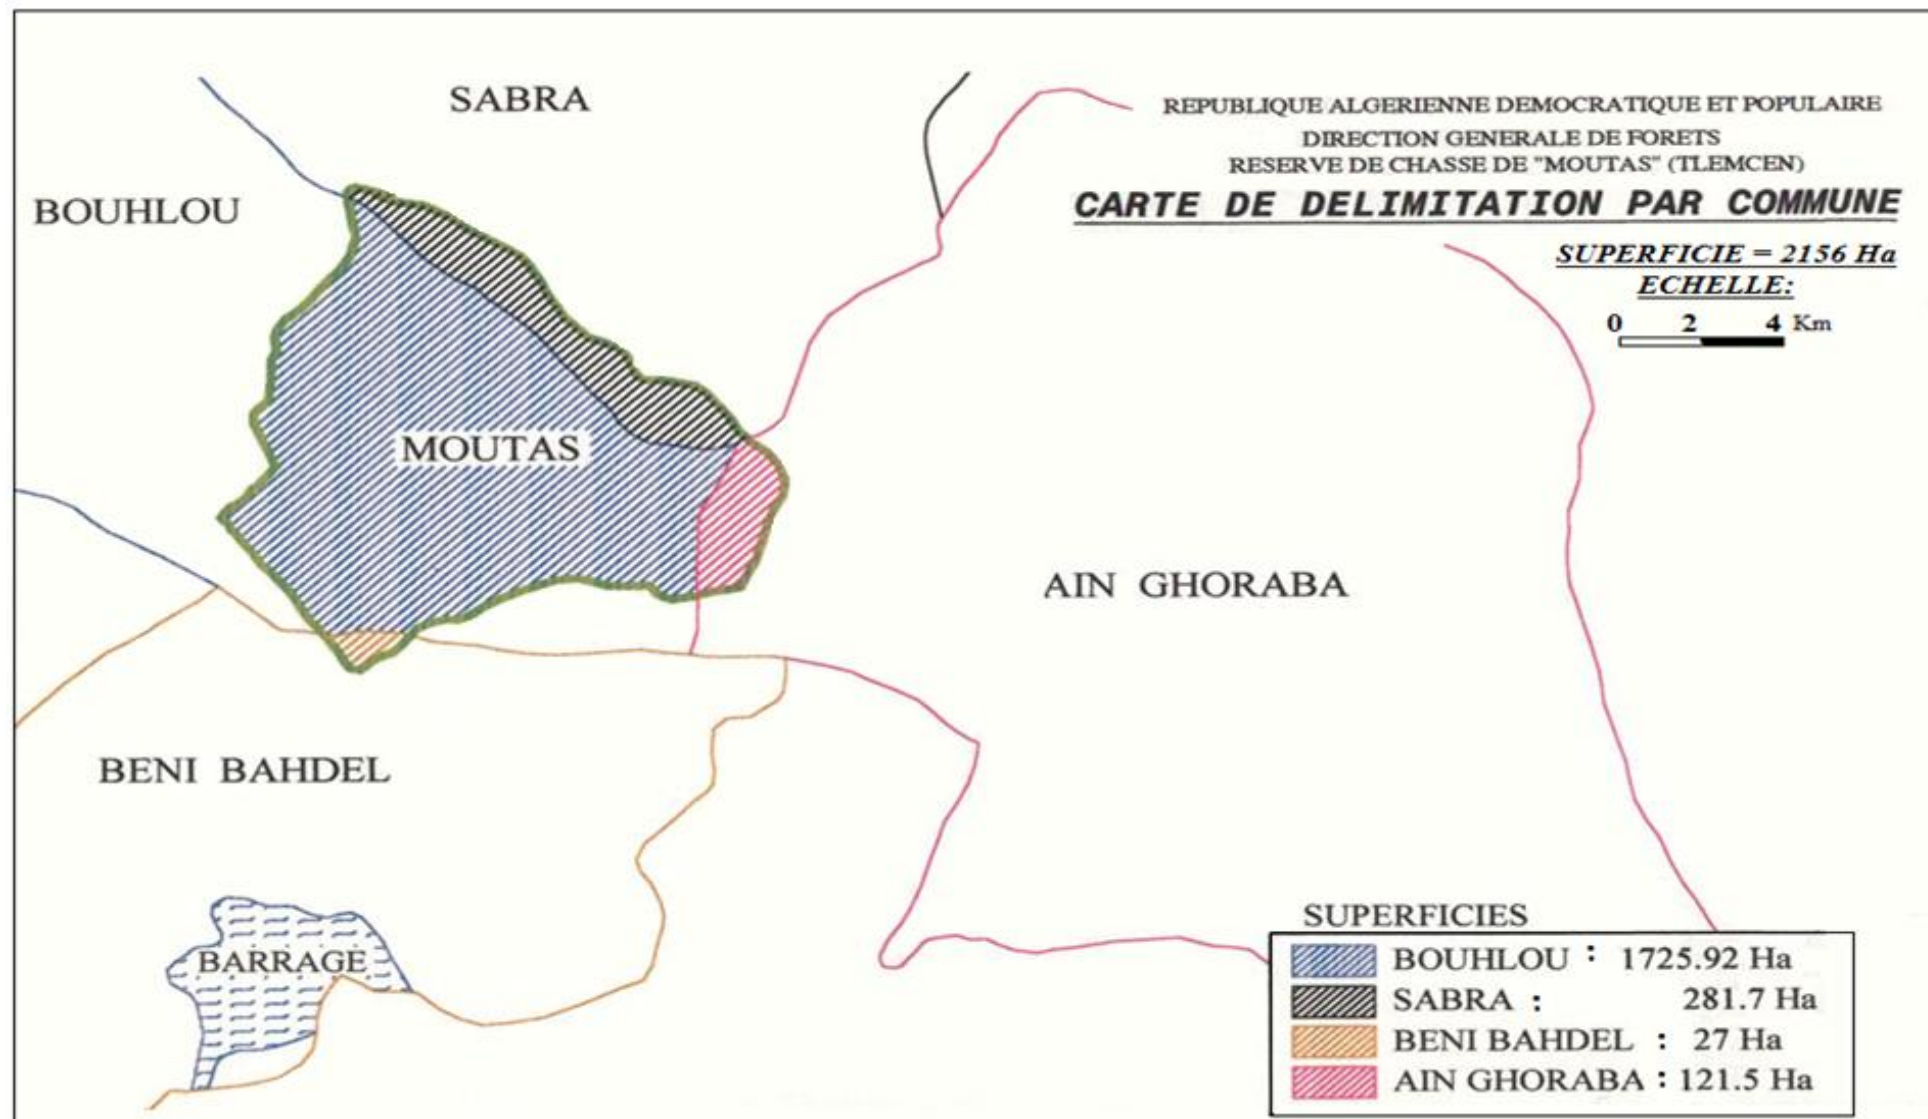 SABRA
REPUBLIQUE ALGERIENNE DEMOCRATIQUE ET POPULAIRE
DIRECTION GENERALE DE FORETS
RESERVE DE CHASSE DE "MOUTAS" (TLEMCEN)
CARTE DE DELIMITATION PAR COMMUNE
BOUHLOU
SUPERFICIE = 2156 Ha
ECHELLE:
0 2 4 Km
MOUTAS
AIN GHORABA
BENI BAHDEL
BARRAGE
SUPERFICIES
BOUHLOU : 1725.92 Ha
SABRA : 281.7 Ha
BENI BAHDEL : 27 Ha
AIN GHORABA : 121.5 Ha